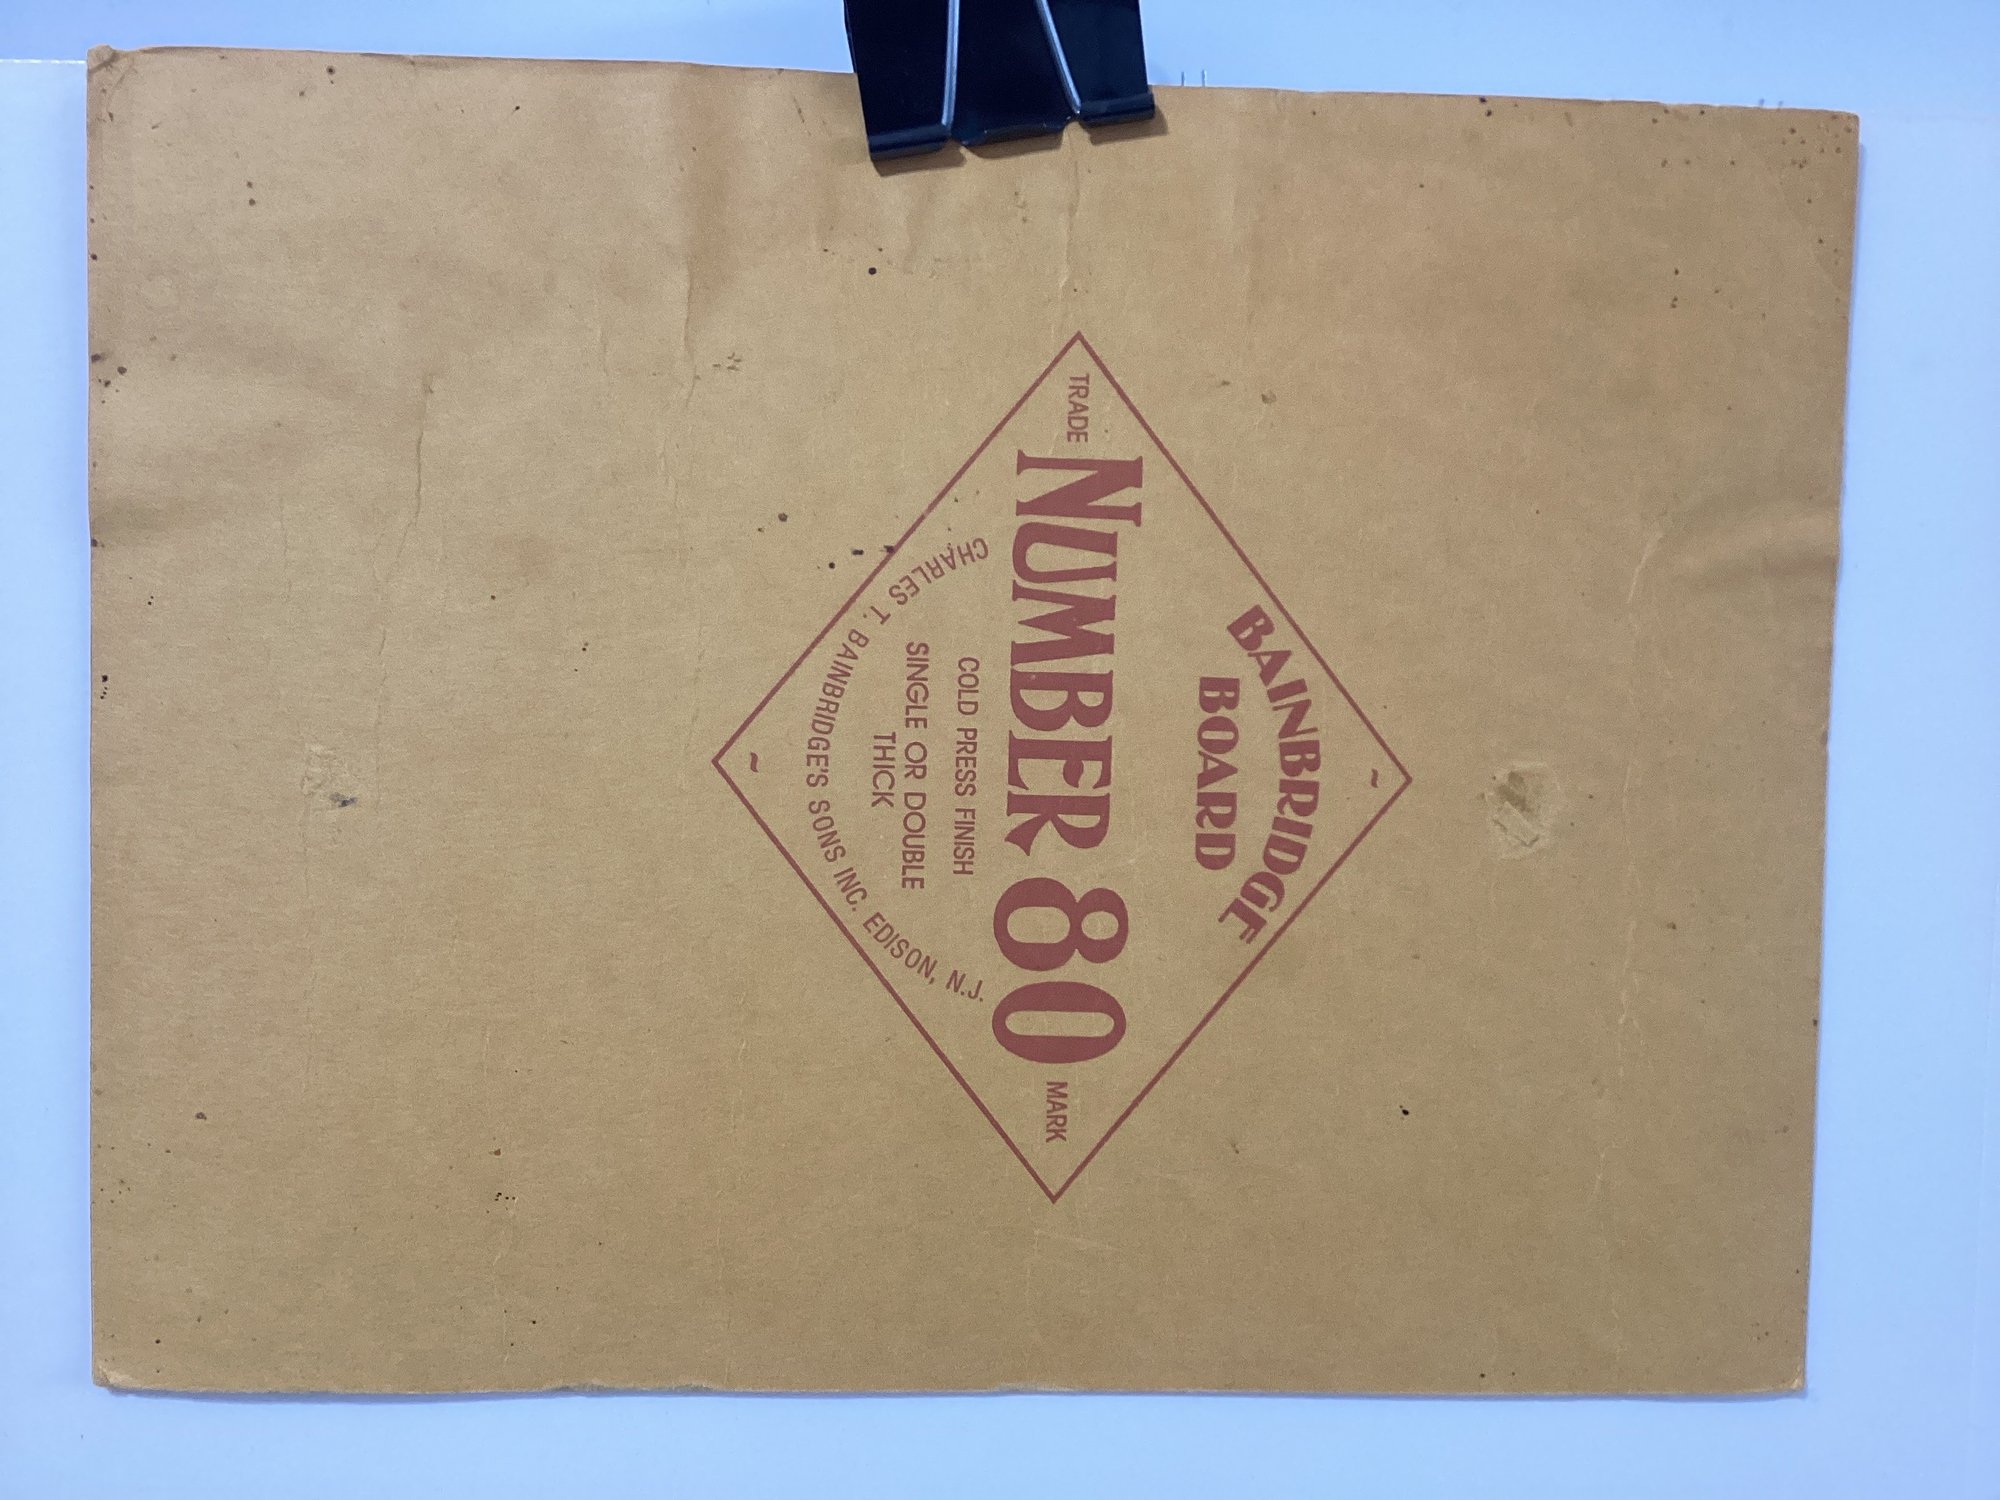 BAINBRIDGE
BOARD
TRADE NUMBER 80 MARK
COLD PRESS FINISH
SINGLE OR DOUBLE
THICK
CHARLES T. BAINBRIDGE'S SONS INC. EDISON, N.J.